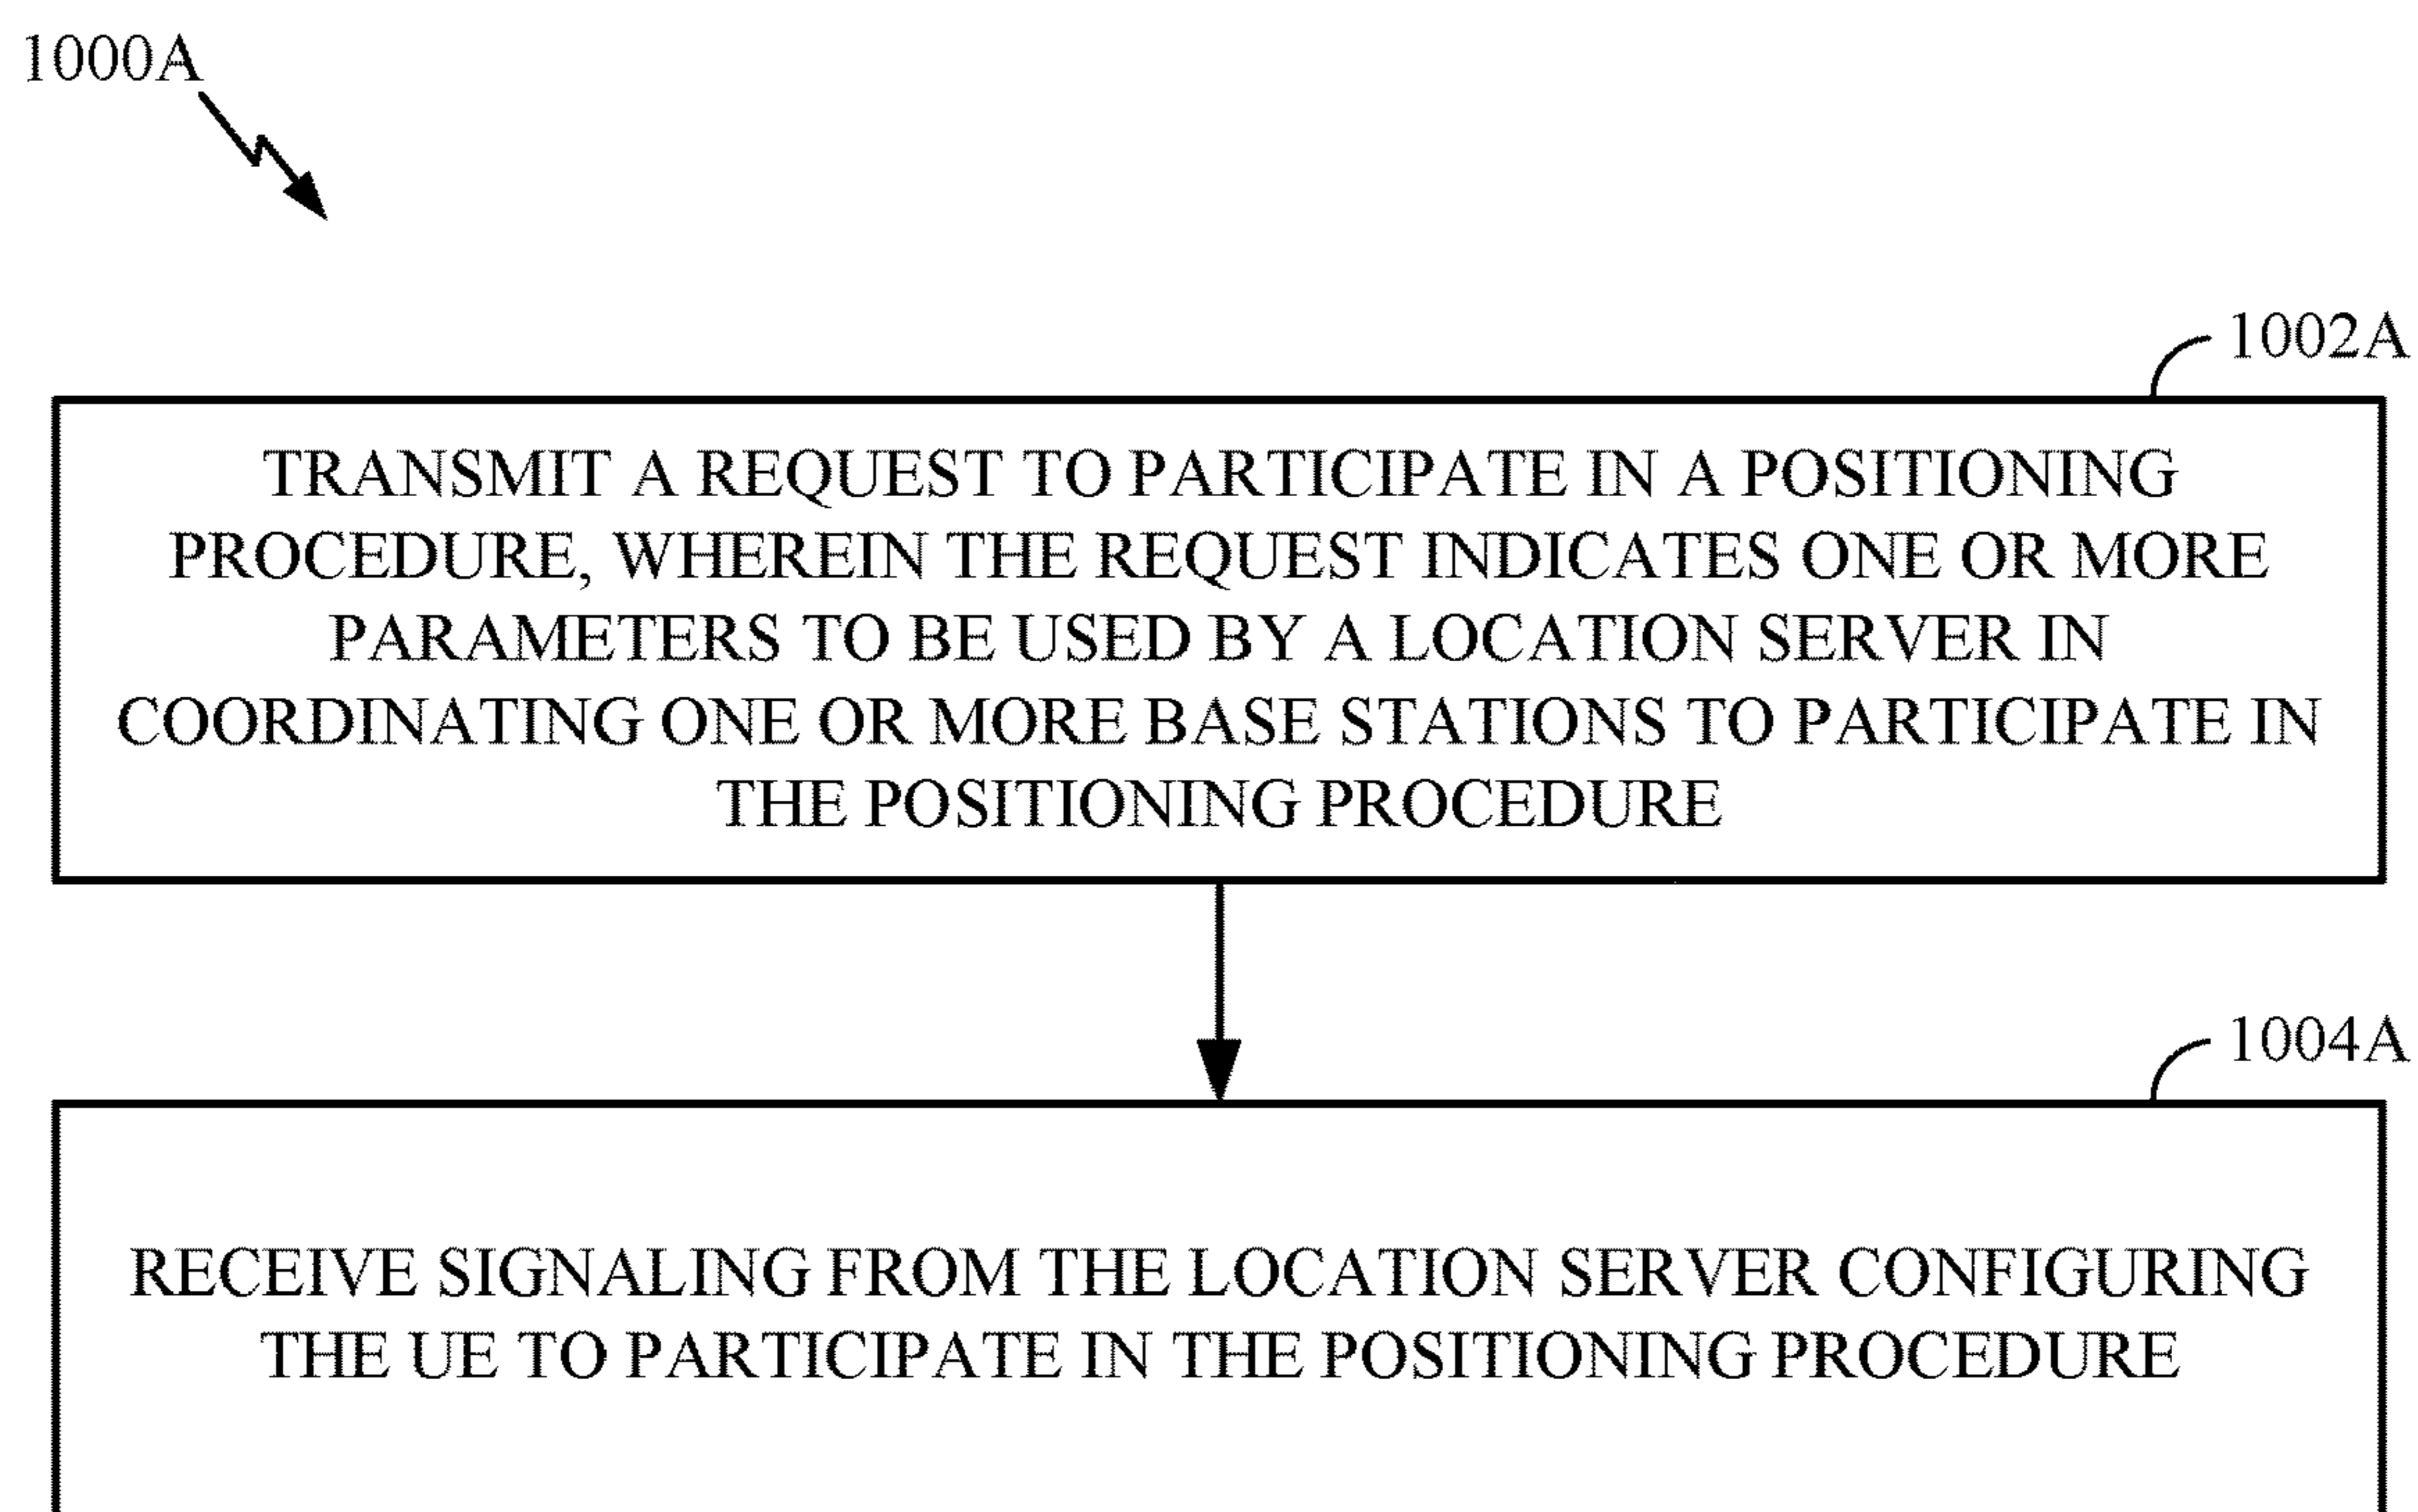 1000A
1002A
TRANSMIT A REQUEST TO PARTICIPATE IN A POSITIONING
PROCEDURE, WHEREIN THE REQUEST INDICATES ONE OR MORE
PARAMETERS TO BE USED BY A LOCATION SERVER IN
COORDINATING ONE OR MORE BASE STATIONS TO PARTICIPATE IN
THE POSITIONING PROCEDURE
1004A
RECEIVE SIGNALING FROM THE LOCATION SERVER CONFIGURING
THE UE TO PARTICIPATE IN THE POSITIONING PROCEDURE